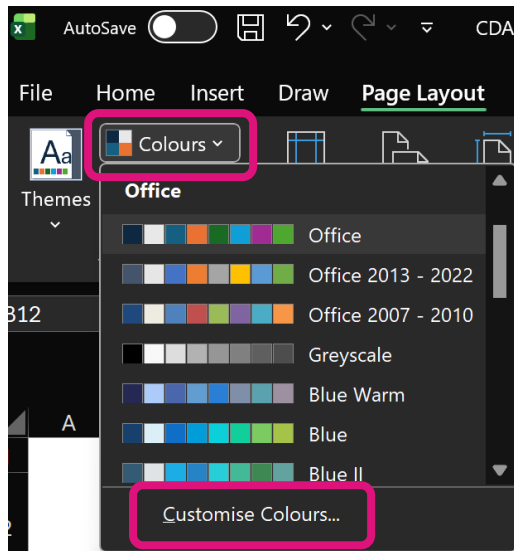 AutoSave
CDA
File Home Insert Draw Page Layout
Aa Colours
Themes
Office
Office
Office 2013 - 2022
Office 2007 - 2010
Greyscale
Blue Warm
Blue
Blue II
Customise Colours...
A